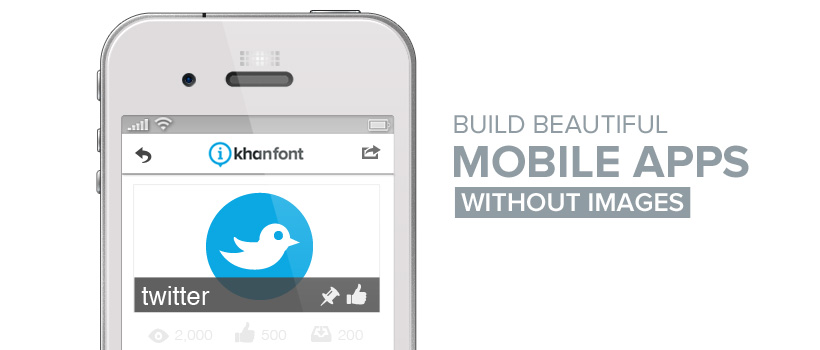 khanfont
twitter
2,000 500 200
BUILD BEAUTIFUL
MOBILE APPS
WITHOUT IMAGES